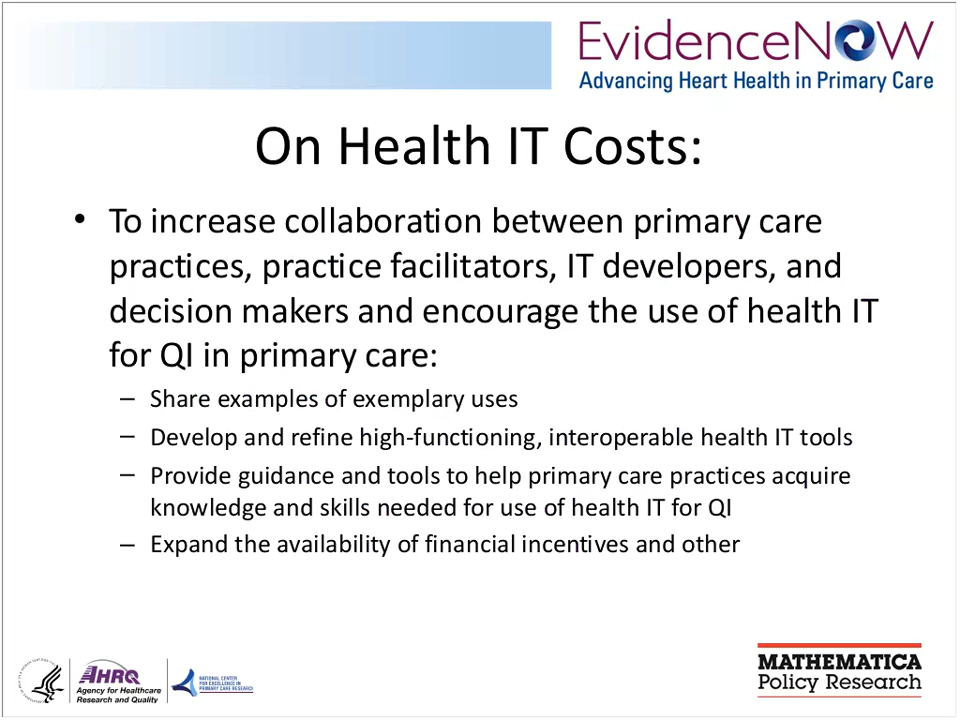 EvidenceNOW
Advancing Heart Health in Primary Care
On Health IT Costs:
• To increase collaboration between primary care
practices, practice facilitators, IT developers, and
decision makers and encourage the use of health IT
for QI in primary care:
– Share examples of exemplary uses
– Develop and refine high-functioning, interoperable health IT tools
– Provide guidance and tools to help primary care practices acquire
knowledge and skills needed for use of health IT for QI
– Expand the availability of financial incentives and other
AHRQ
Agency for Healthcare
Research and Quality
NATIONAL CENTER
FOR EXCELLENCE IN
PRIMARY CARE RESEARCH
MATHEMATICA
Policy Research